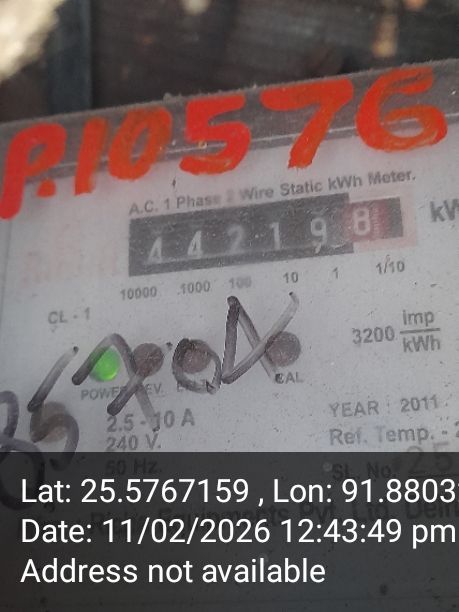 P.10576
A.C. 1 Phase 2 Wire Static kWh Meter.
4 4 2 1 9 8
kW
10000 1000 100 10 1 1/10
CL - 1
3200 imp/kWh
CAL
2.5 - 10 A
240 V.
50 Hz.
YEAR : 2011
Ref. Temp. - 2
Lat: 25.5767159 , Lon: 91.8803
Date: 11/02/2026 12:43:49 pm
Address not available